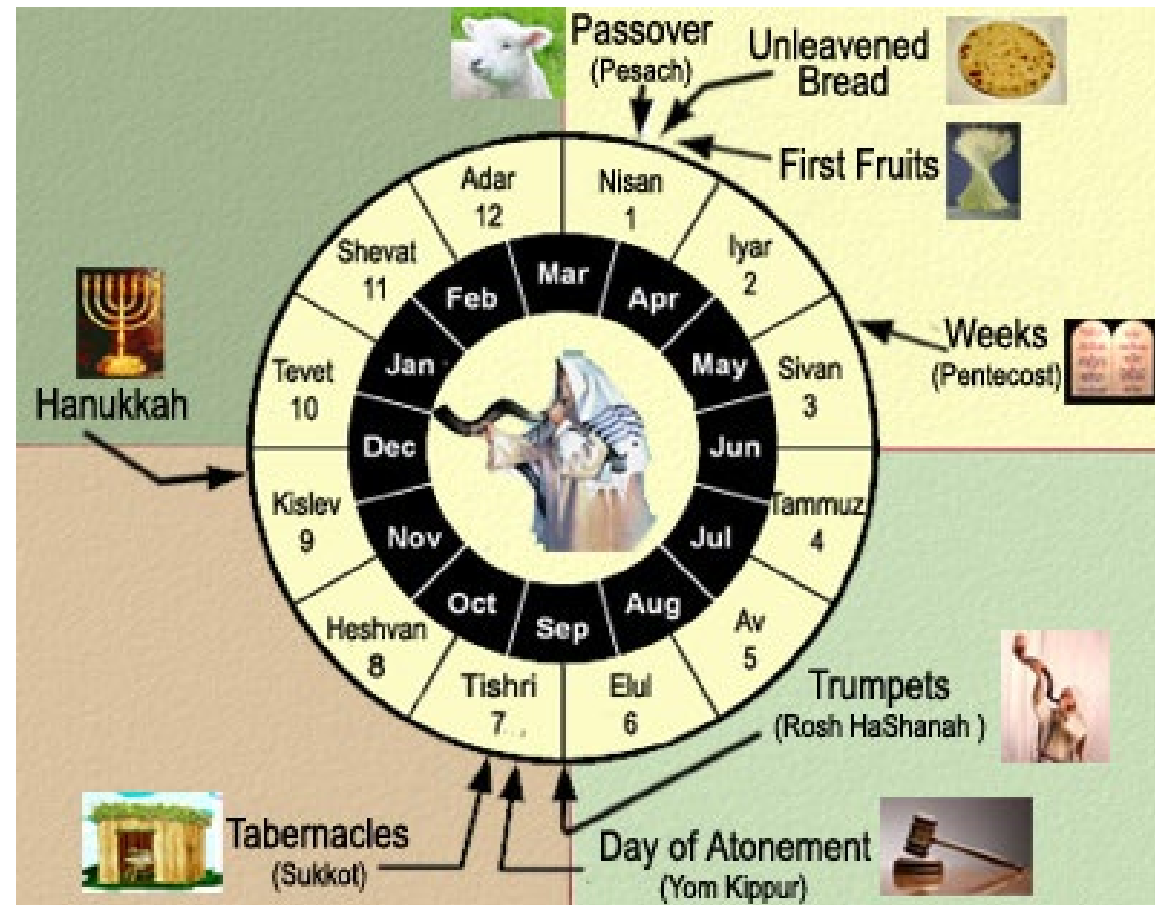 Passover
(Pesach)
Unleavened
Bread
First Fruits
Weeks
(Pentecost)
Trumpets
(Rosh HaShanah )
Day of Atonement
(Yom Kippur)
Tabernacles
(Sukkot)
Hanukkah
Nisan
1
Iyar
2
Sivan
3
Tammuz
4
Av
5
Elul
6
Tishri
7
Heshvan
8
Kislev
9
Tevet
10
Shevat
11
Adar
12
Mar
Apr
May
Jun
Jul
Aug
Sep
Oct
Nov
Dec
Jan
Feb